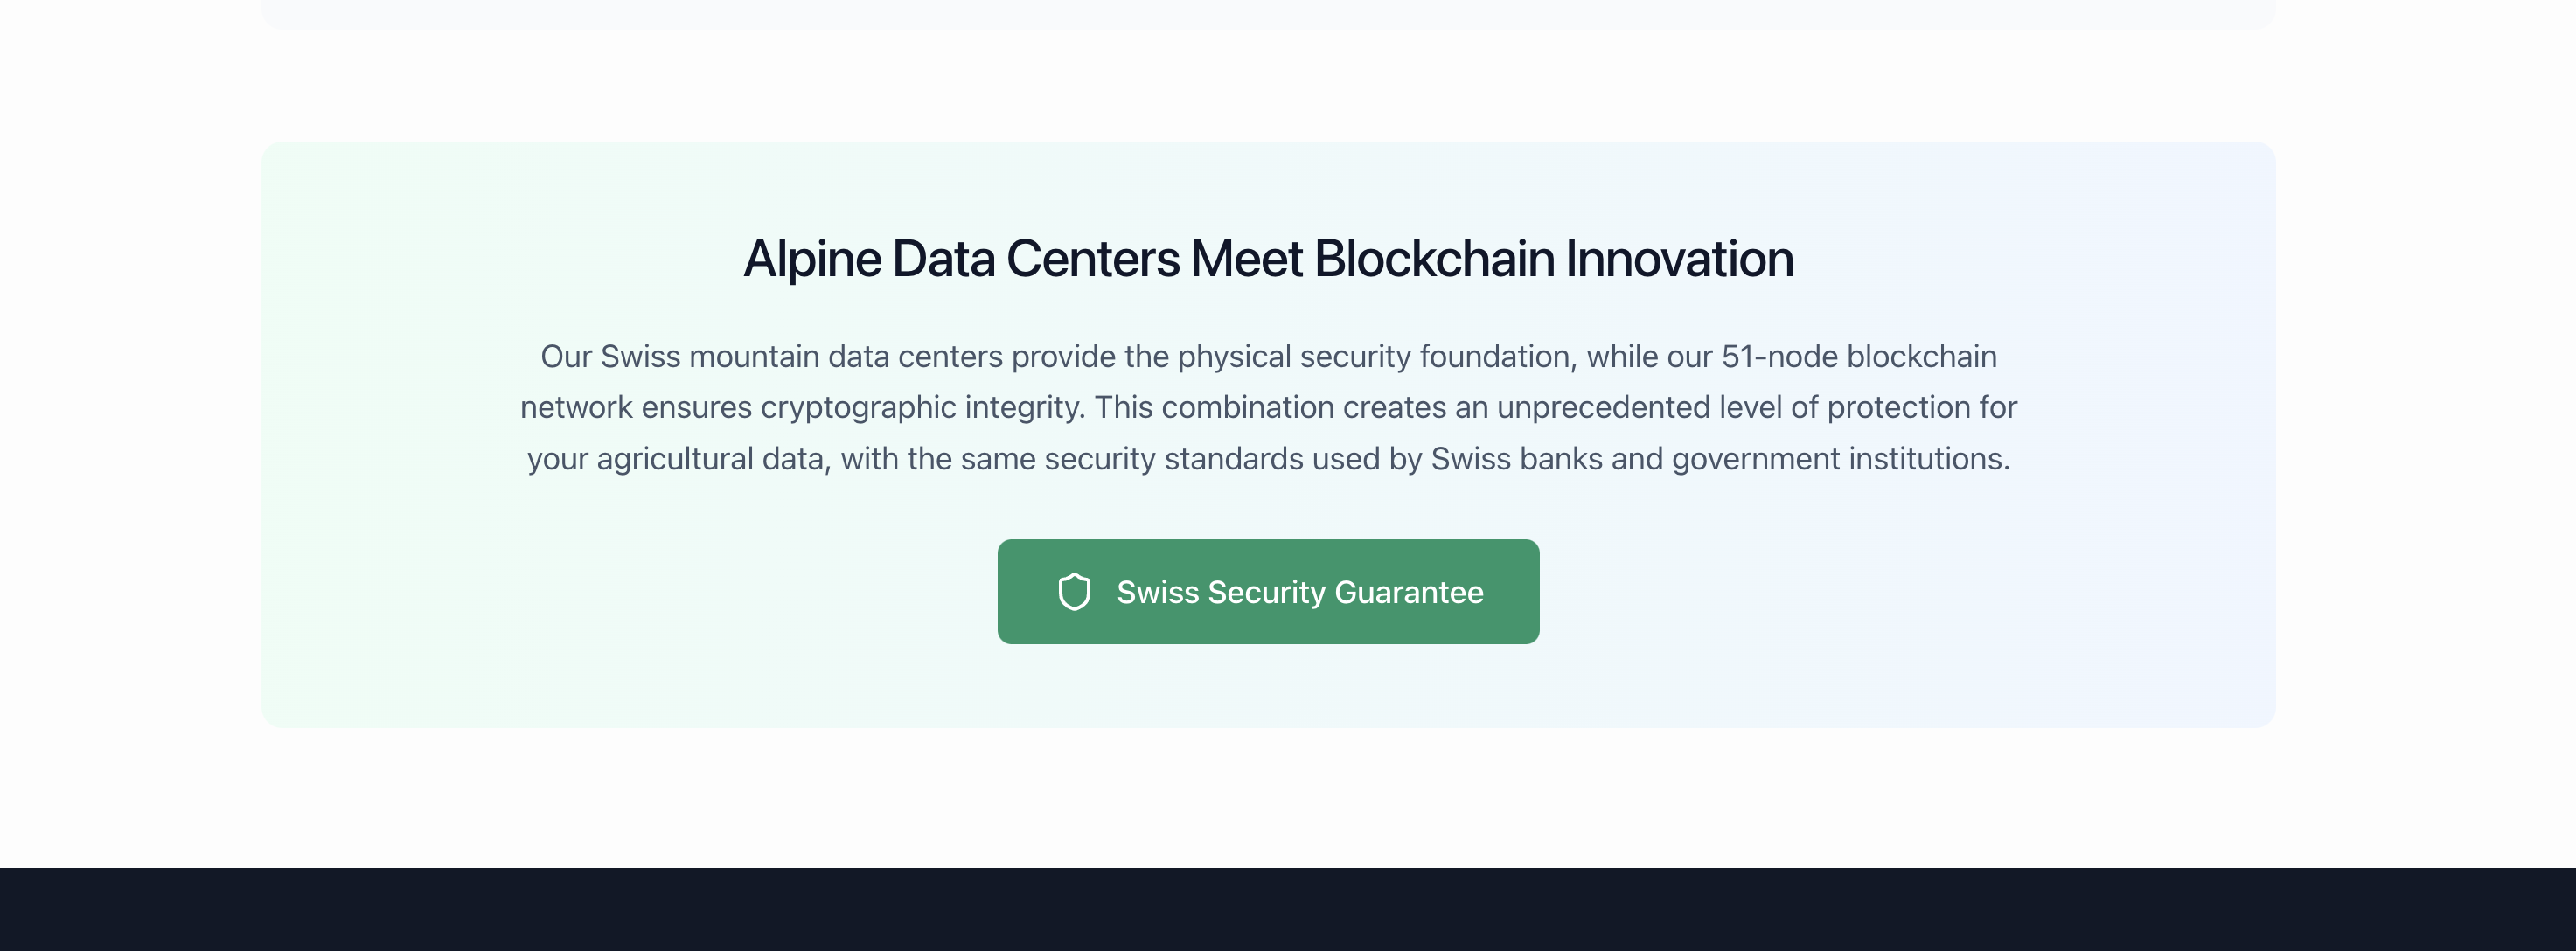 Alpine Data Centers Meet Blockchain Innovation
Our Swiss mountain data centers provide the physical security foundation, while our 51-node blockchain
network ensures cryptographic integrity. This combination creates an unprecedented level of protection for
your agricultural data, with the same security standards used by Swiss banks and government institutions.
Swiss Security Guarantee